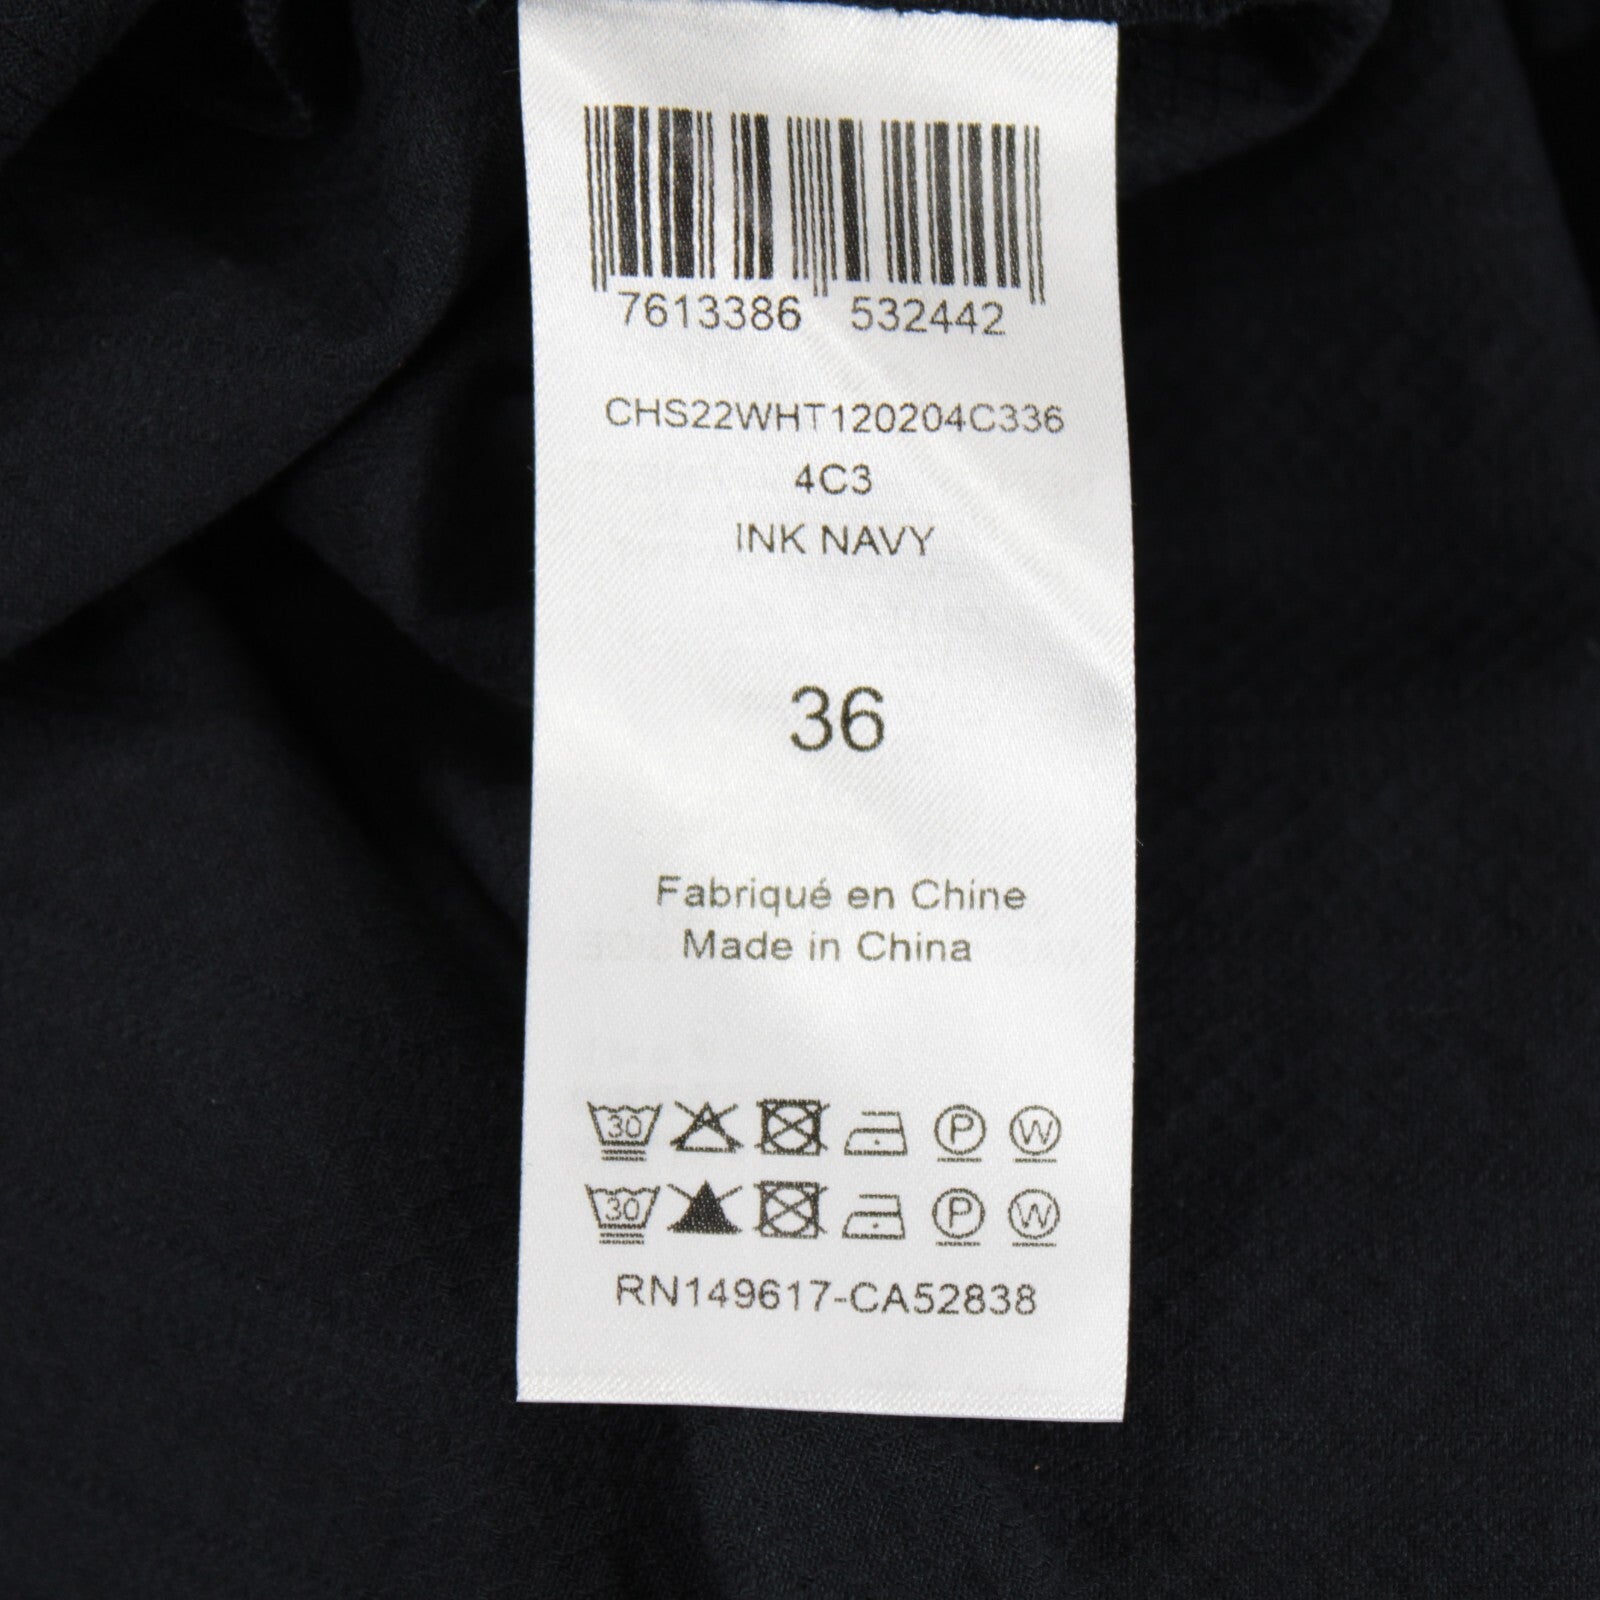 7613386 532442
CHS22WHT120204C336
4C3
INK NAVY
36
Fabriqué en Chine
Made in China
30 P W
30 P W
RN149617-CA52838